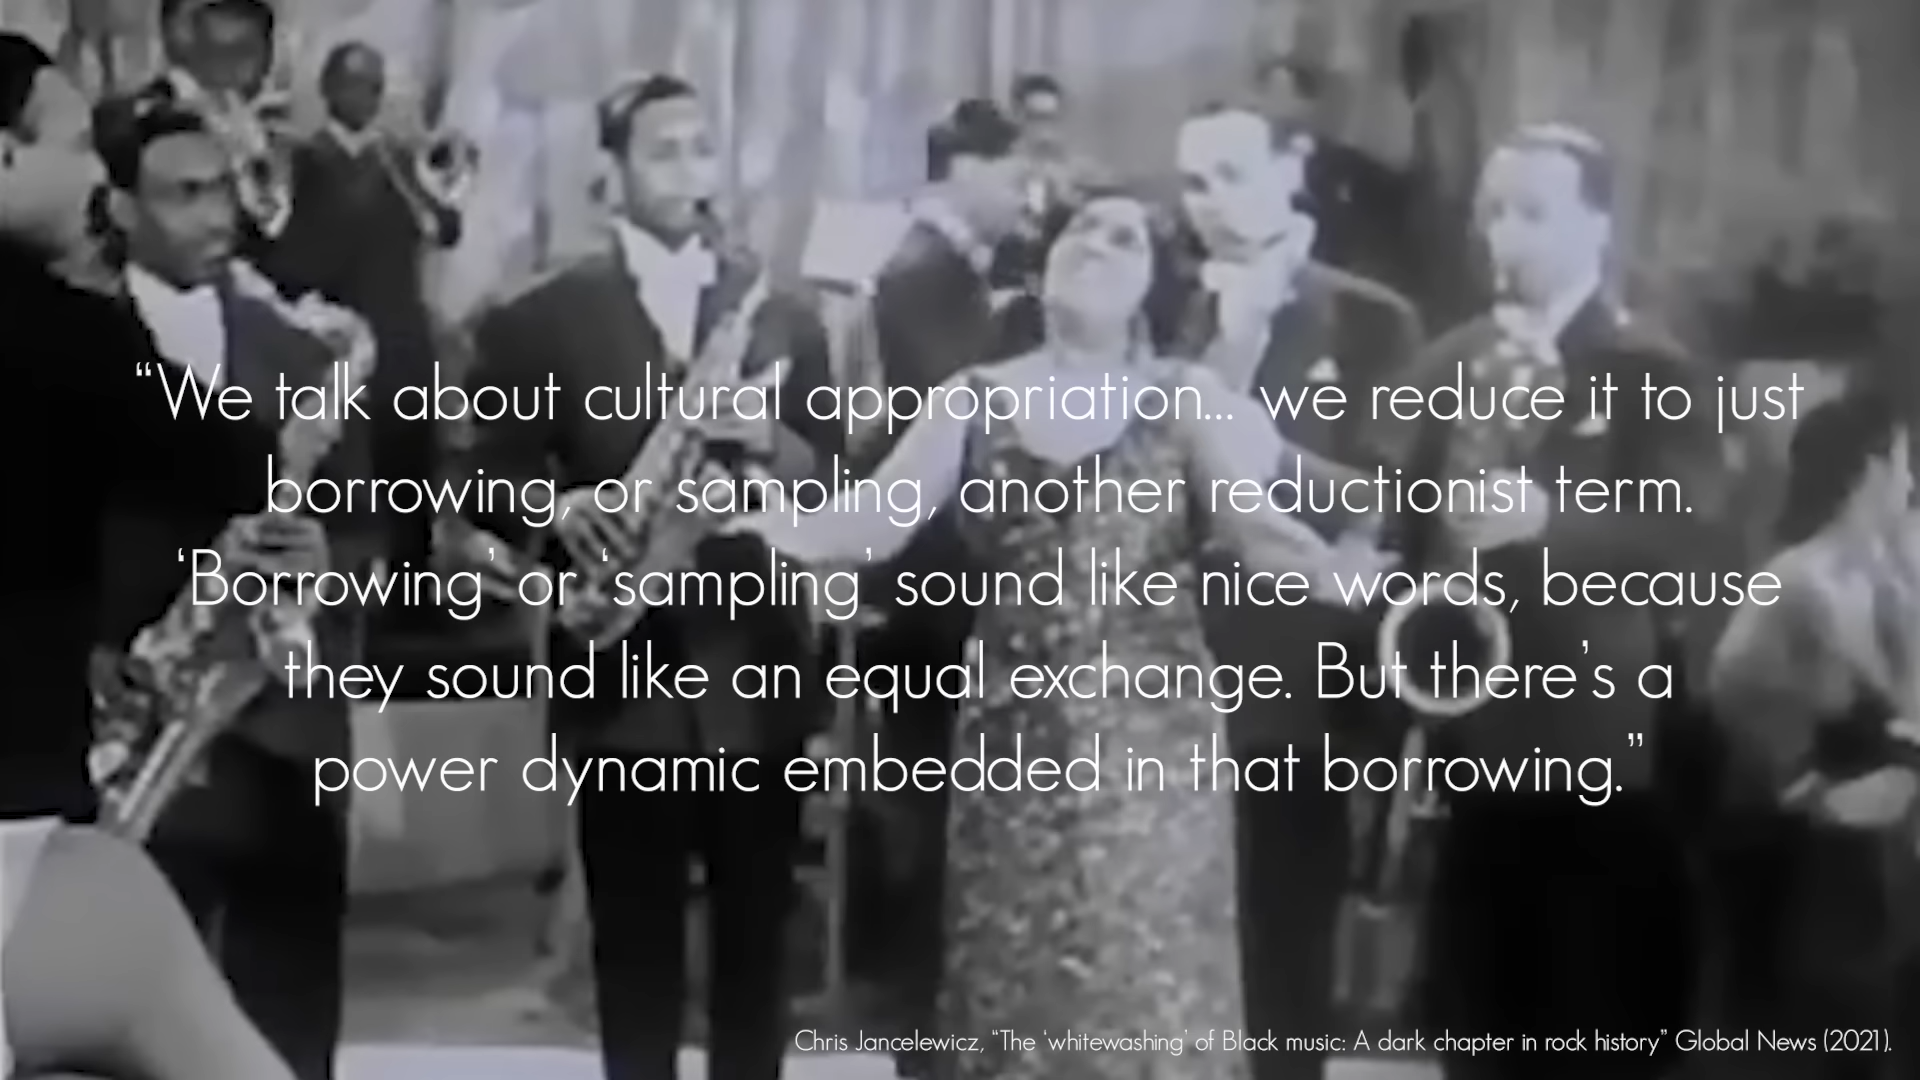 “We talk about cultural appropriation... we reduce it to just
borrowing, or sampling, another reductionist term.
‘Borrowing’ or ‘sampling’ sound like nice words, because
they sound like an equal exchange. But there’s a
power dynamic embedded in that borrowing.”
Chris Jancelewicz, “The ‘whitewashing’ of Black music: A dark chapter in rock history” Global News (2021).